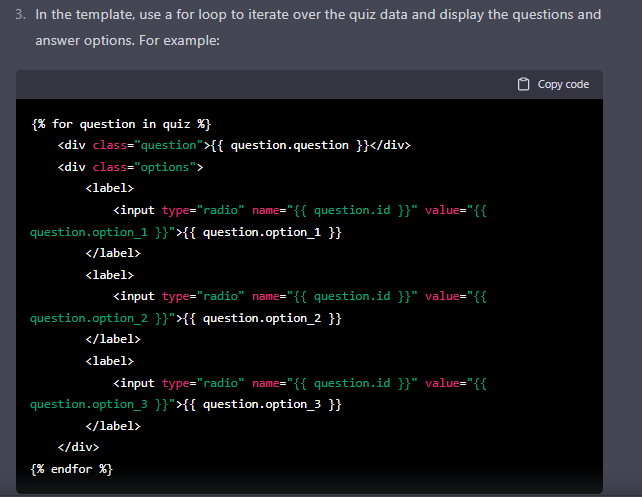 3. In the template, use a for loop to iterate over the quiz data and display the questions and
answer options. For example:
Copy code
{% for question in quiz %}
    <div class="question">{{ question.question }}</div>
    <div class="options">
        <label>
            <input type="radio" name="{{ question.id }}" value="{{
question.option_1 }}">{{ question.option_1 }}
        </label>
        <label>
            <input type="radio" name="{{ question.id }}" value="{{
question.option_2 }}">{{ question.option_2 }}
        </label>
        <label>
            <input type="radio" name="{{ question.id }}" value="{{
question.option_3 }}">{{ question.option_3 }}
        </label>
    </div>
{% endfor %}